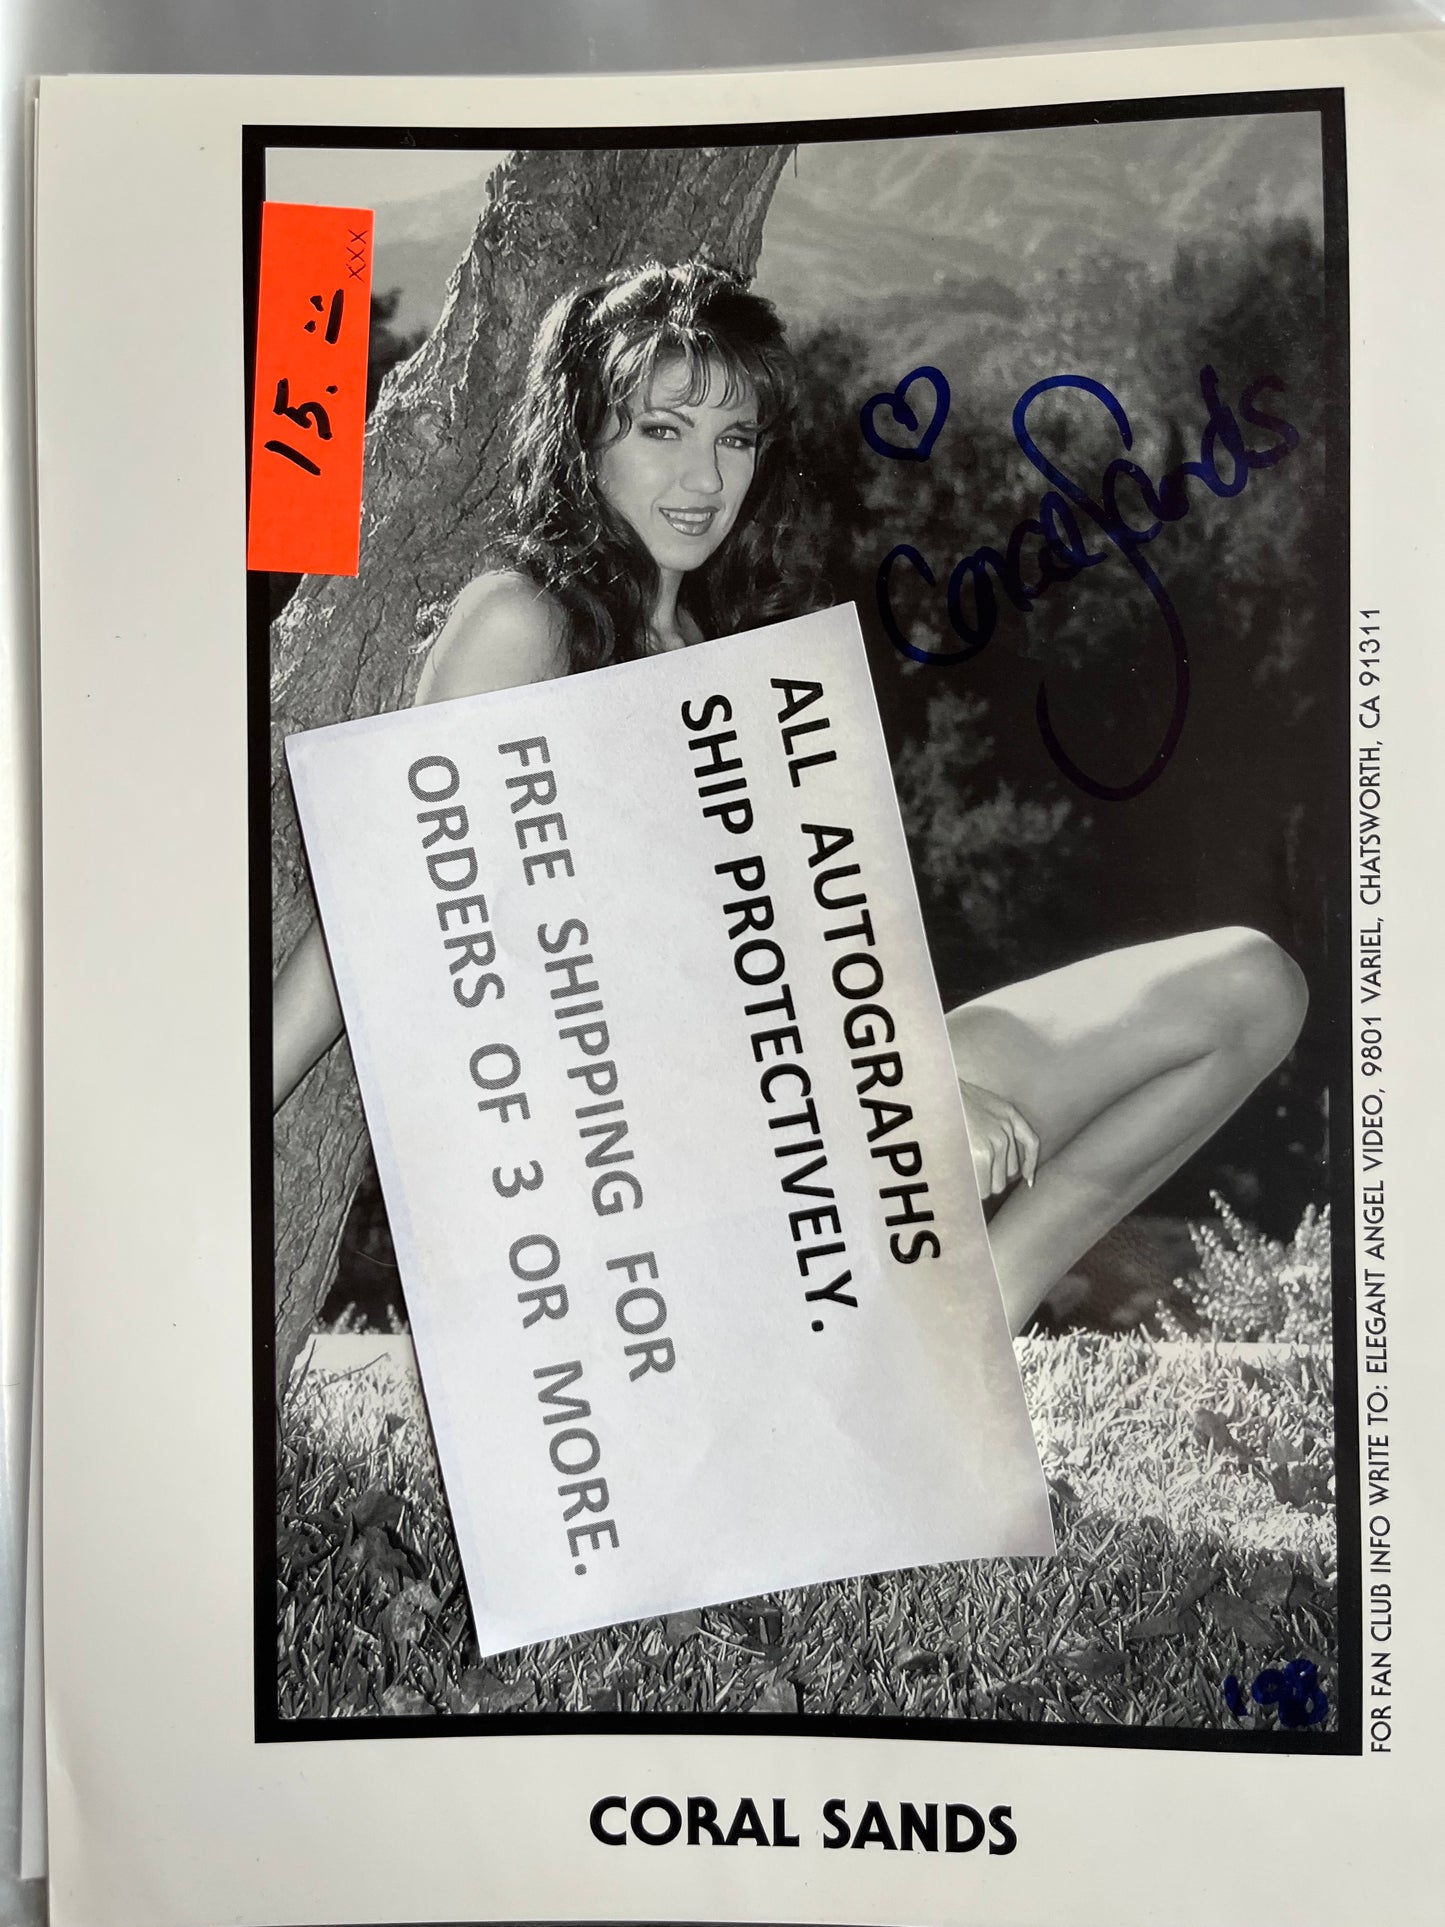 15.=
xxx
♡
Coral Sands
ALL AUTOGRAPHS
SHIP PROTECTIVELY.
FREE SHIPPING FOR
ORDERS OF 3 OR MORE.
FOR FAN CLUB INFO WRITE TO: ELEGANT ANGEL VIDEO, 9801 VARIEL, CHATSWORTH, CA 91311
CORAL SANDS